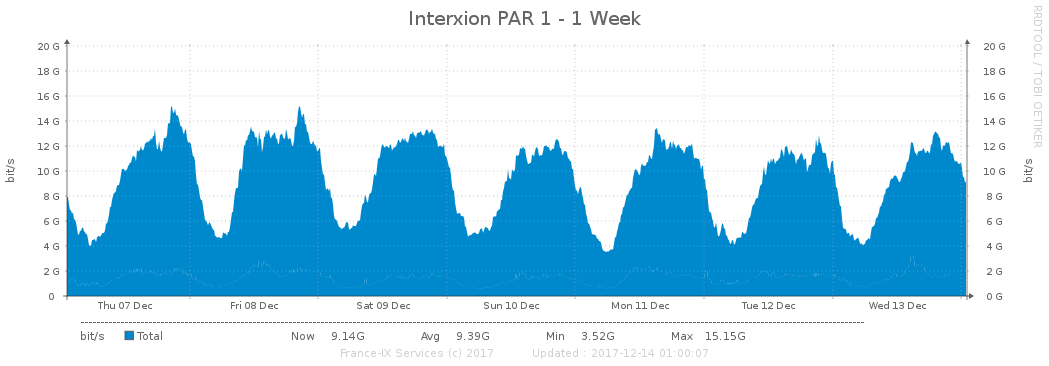 Interxion PAR 1 - 1 Week
RRDTOOL / TOBI OETIKER
bit/s
20 G 20 G
18 G 18 G
16 G 16 G
14 G 14 G
12 G 12 G
10 G 10 G
8 G 8 G
6 G 6 G
4 G 4 G
2 G 2 G
0 0 G
bit/s
Thu 07 Dec Fri 08 Dec Sat 09 Dec Sun 10 Dec Mon 11 Dec Tue 12 Dec Wed 13 Dec
bit/s Total Now 9.14G Avg 9.39G Min 3.52G Max 15.15G
France-IX Services (c) 2017 Updated : 2017-12-14 01:00:07